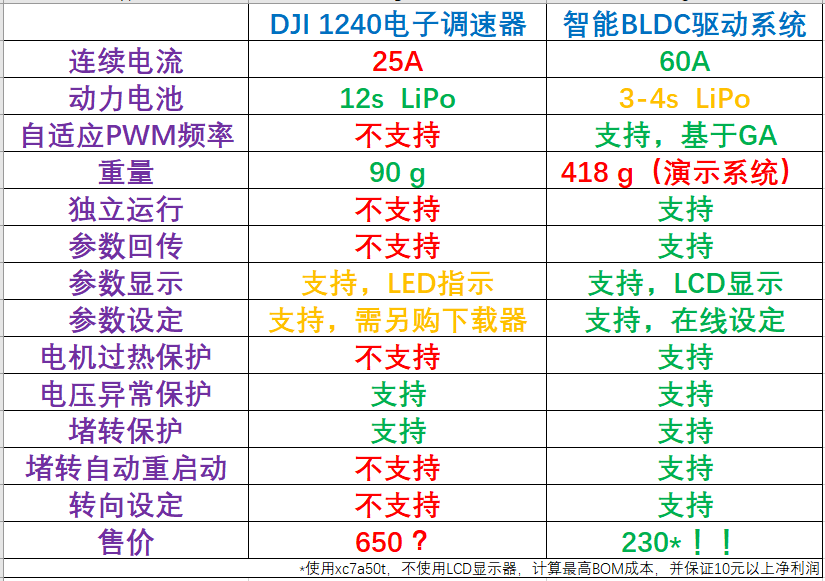 DJI 1240电子调速器 智能BLDC驱动系统
连续电流 25A 60A
动力电池 12s LiPo 3-4s LiPo
自适应PWM频率 不支持 支持，基于GA
重量 90 g 418 g（演示系统）
独立运行 不支持 支持
参数回传 不支持 支持
参数显示 支持，LED指示 支持，LCD显示
参数设定 支持，需另购下载器 支持，在线设定
电机过热保护 不支持 支持
电压异常保护 支持 支持
堵转保护 支持 支持
堵转自动重启动 不支持 支持
转向设定 不支持 支持
售价 650？ 230*！！
*使用xc7a50t，不使用LCD显示器，计算最高BOM成本，并保证10元以上净利润